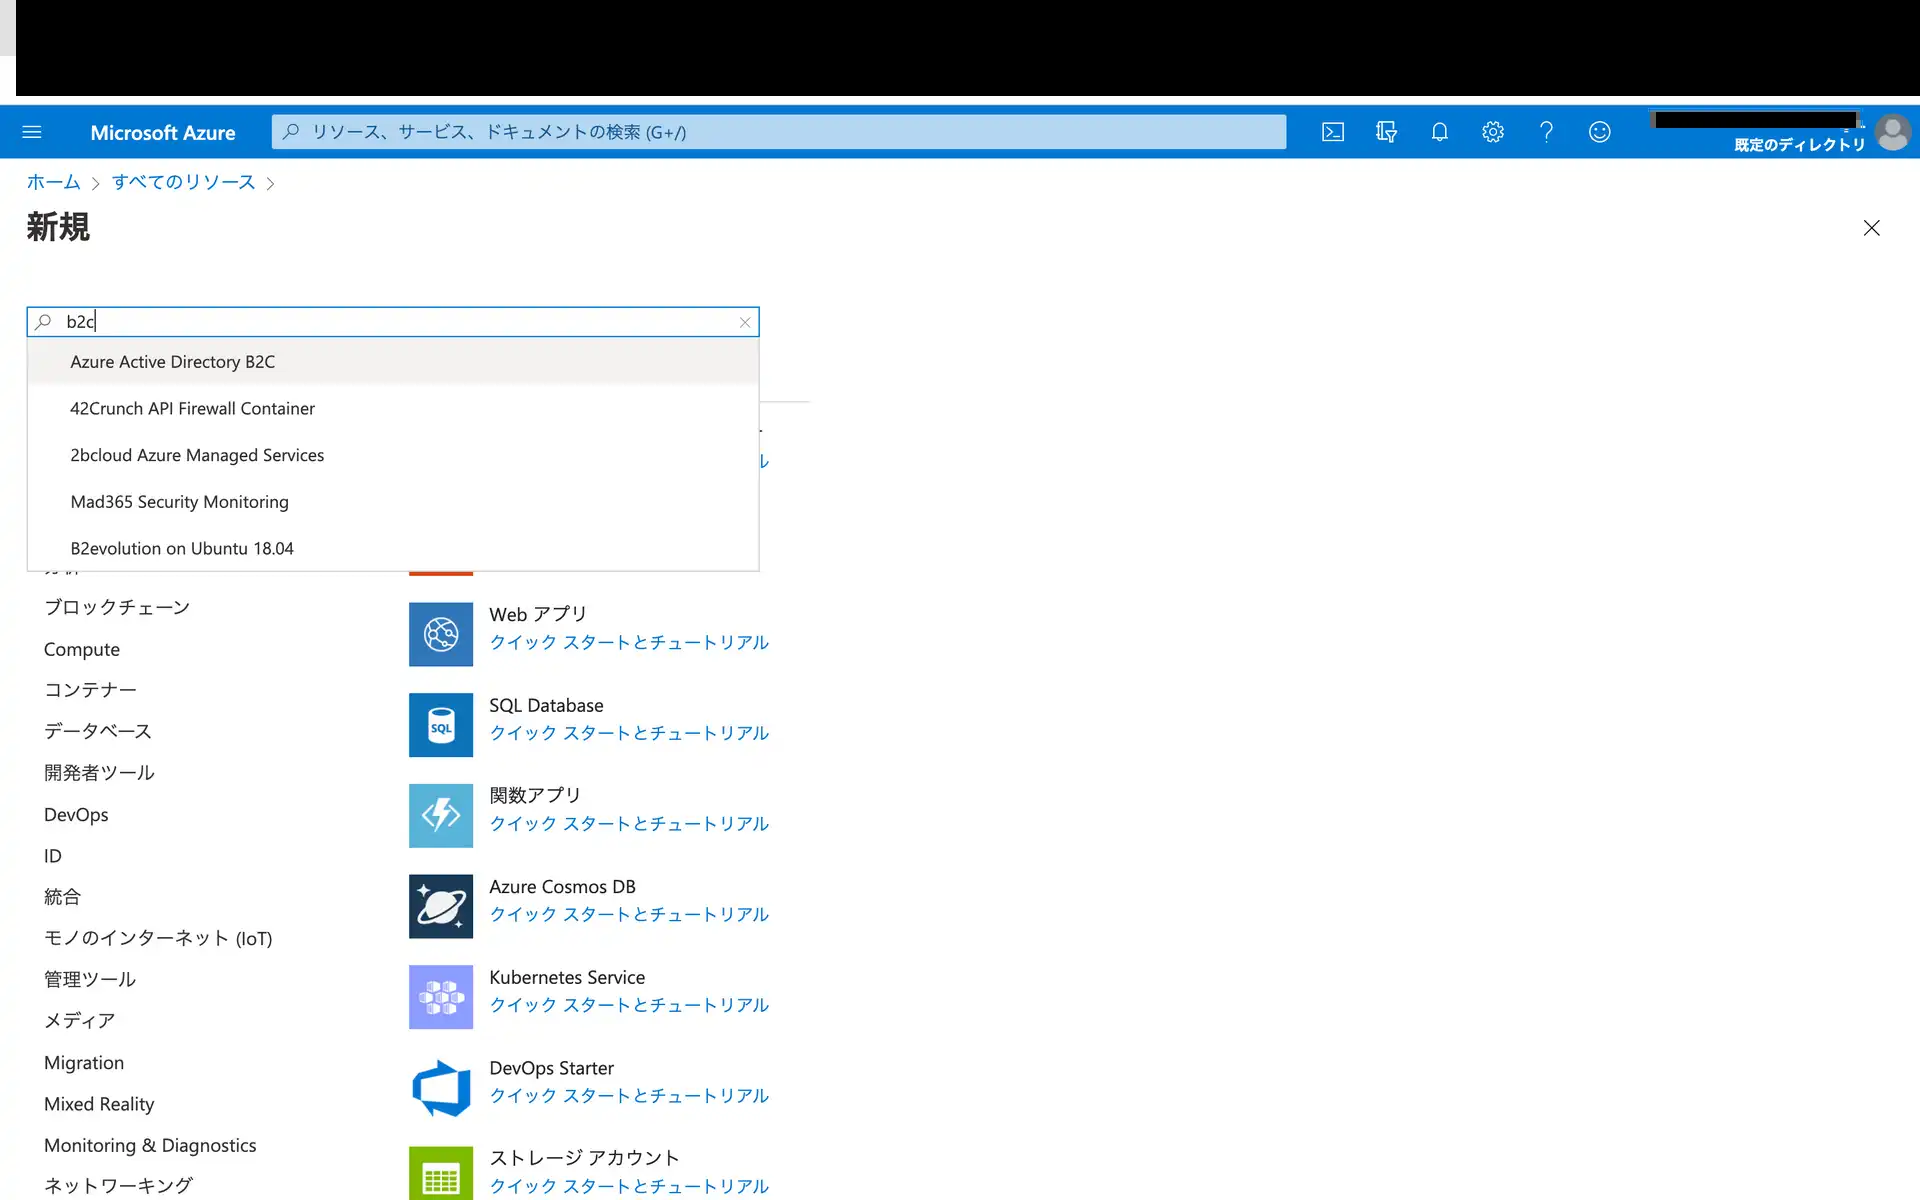 Microsoft Azure
リソース、サービス、ドキュメントの検索 (G+/)
既定のディレクトリ
ホーム
すべてのリソース
新規
b2c
Azure Active Directory B2C
42Crunch API Firewall Container
2bcloud Azure Managed Services
Mad365 Security Monitoring
B2evolution on Ubuntu 18.04
ル
ブロックチェーン
Compute
コンテナー
データベース
開発者ツール
DevOps
ID
統合
モノのインターネット (IoT)
管理ツール
メディア
Migration
Mixed Reality
Monitoring & Diagnostics
ネットワーキング
Web アプリ
クイック スタートとチュートリアル
SQL
SQL Database
クイック スタートとチュートリアル
関数アプリ
クイック スタートとチュートリアル
Azure Cosmos DB
クイック スタートとチュートリアル
Kubernetes Service
クイック スタートとチュートリアル
DevOps Starter
クイック スタートとチュートリアル
ストレージ アカウント
クイック スタートとチュートリアル